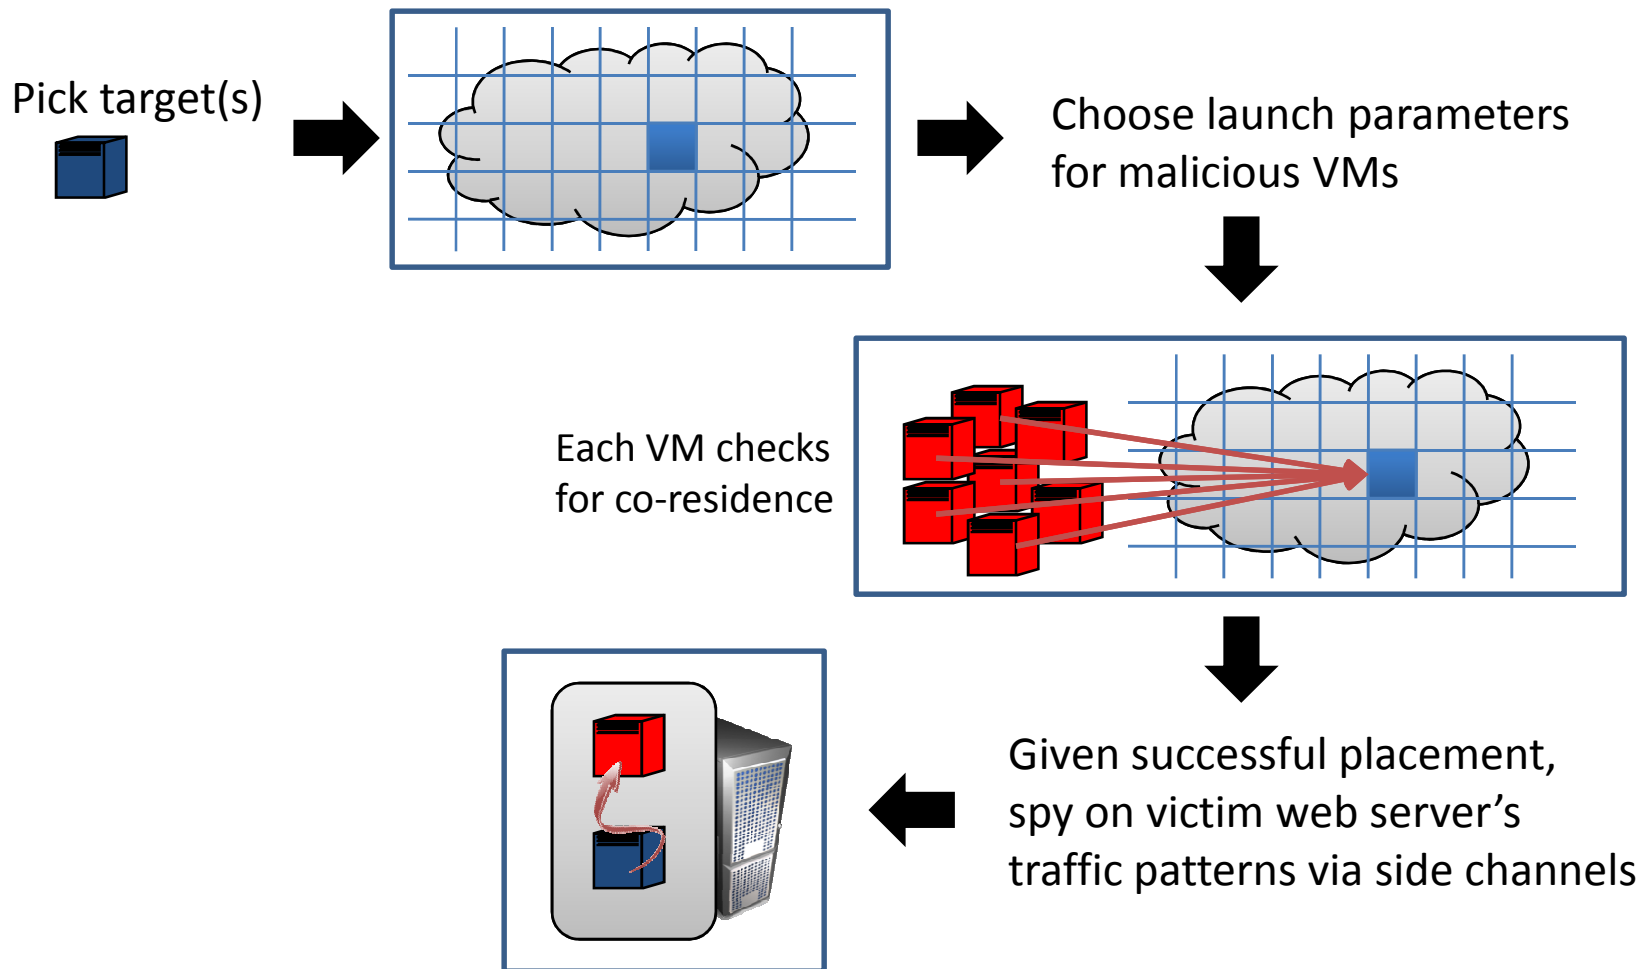 Pick target(s)
Choose launch parameters
for malicious VMs
Each VM checks
for co-residence
Given successful placement,
spy on victim web server’s
traffic patterns via side channels